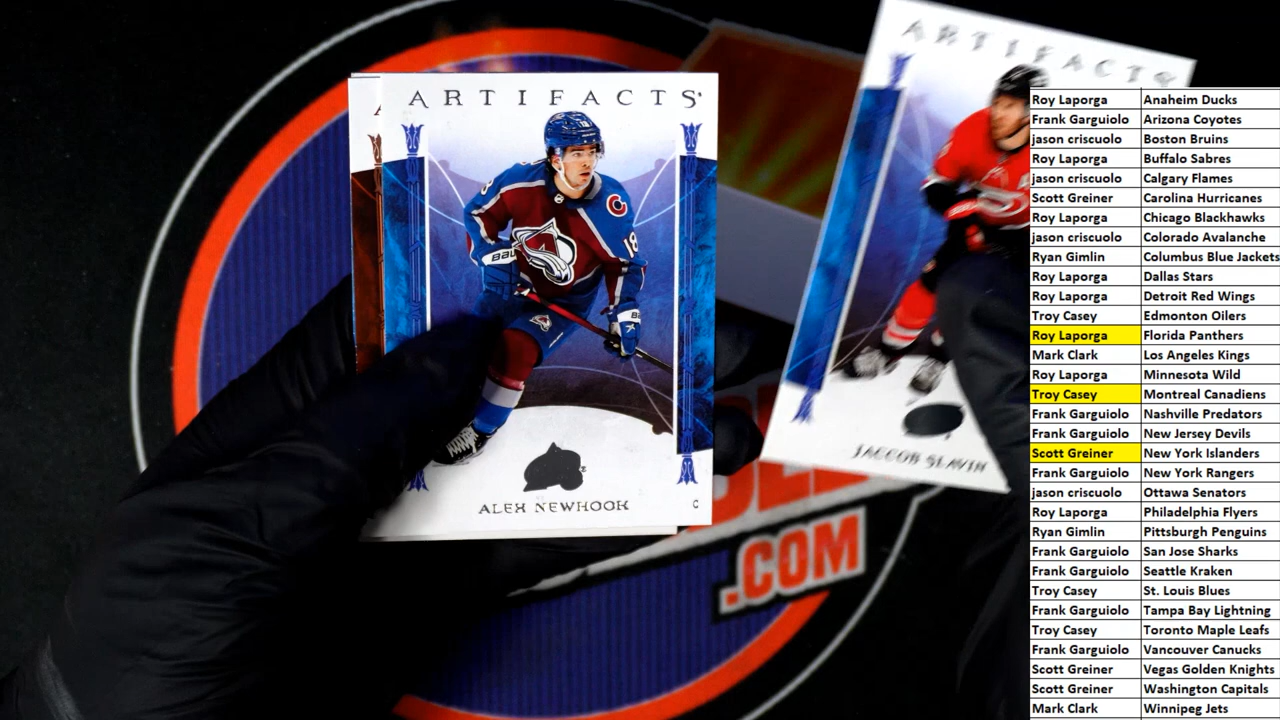 ARTIFACTS
ALEX NEWHOOK
C
18
BAU
ARTIFACTS
JACCOB SLAVIN
.COM
Roy Laporga Anaheim Ducks
Frank Garguiolo Arizona Coyotes
jason criscuolo Boston Bruins
Roy Laporga Buffalo Sabres
jason criscuolo Calgary Flames
Scott Greiner Carolina Hurricanes
Roy Laporga Chicago Blackhawks
jason criscuolo Colorado Avalanche
Ryan Gimlin Columbus Blue Jackets
Roy Laporga Dallas Stars
Roy Laporga Detroit Red Wings
Troy Casey Edmonton Oilers
Roy Laporga Florida Panthers
Mark Clark Los Angeles Kings
Roy Laporga Minnesota Wild
Troy Casey Montreal Canadiens
Frank Garguiolo Nashville Predators
Frank Garguiolo New Jersey Devils
Scott Greiner New York Islanders
Frank Garguiolo New York Rangers
jason criscuolo Ottawa Senators
Roy Laporga Philadelphia Flyers
Ryan Gimlin Pittsburgh Penguins
Frank Garguiolo San Jose Sharks
Frank Garguiolo Seattle Kraken
Troy Casey St. Louis Blues
Frank Garguiolo Tampa Bay Lightning
Troy Casey Toronto Maple Leafs
Frank Garguiolo Vancouver Canucks
Scott Greiner Vegas Golden Knights
Scott Greiner Washington Capitals
Mark Clark Winnipeg Jets